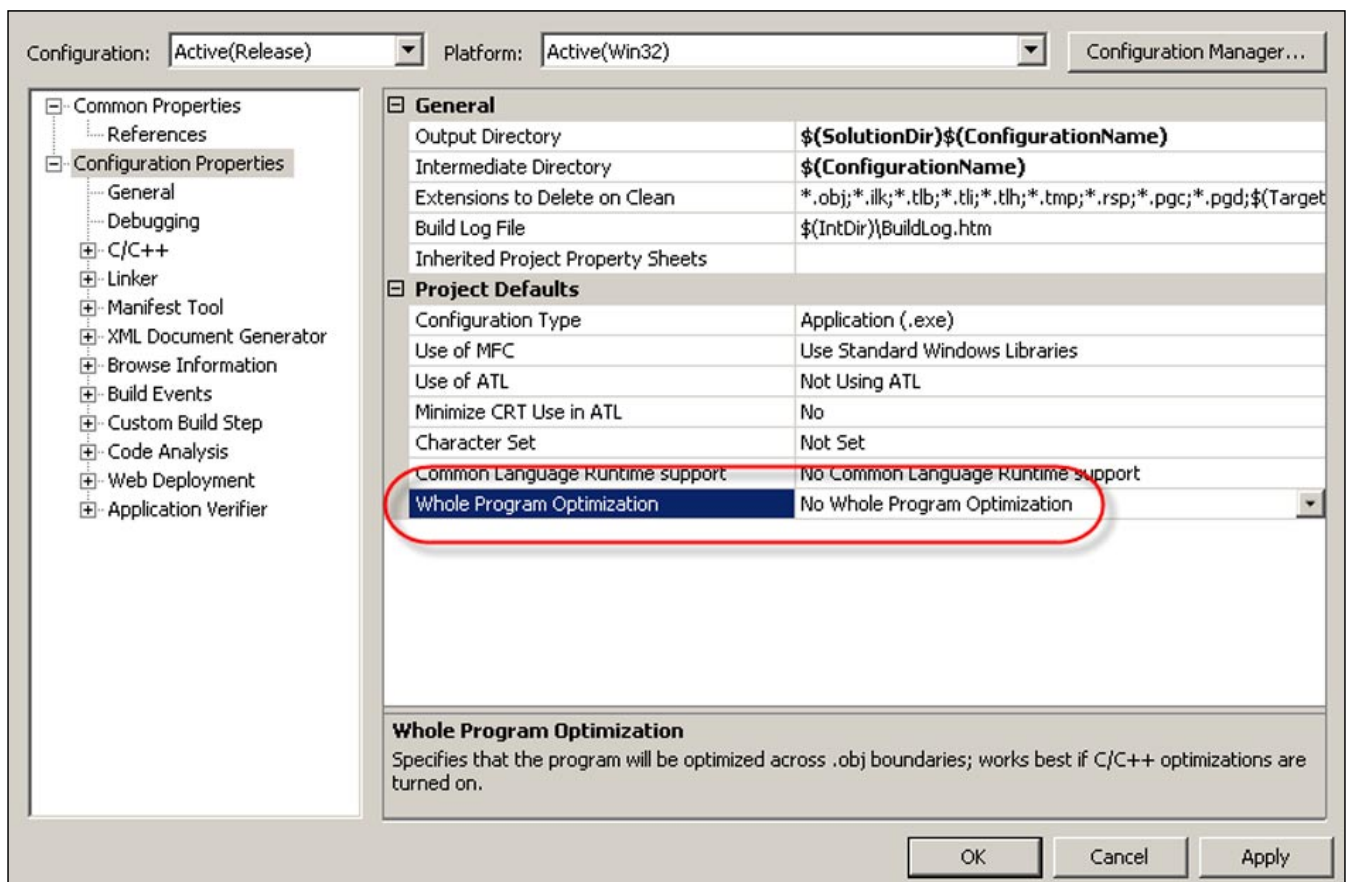 Configuration: Active(Release) Platform: Active(Win32) Configuration Manager...
Common Properties
References
Configuration Properties
General
Debugging
C/C++
Linker
Manifest Tool
XML Document Generator
Browse Information
Build Events
Custom Build Step
Code Analysis
Web Deployment
Application Verifier
General
Output Directory $(SolutionDir)$(ConfigurationName)
Intermediate Directory $(ConfigurationName)
Extensions to Delete on Clean *.obj;*.ilk;*.tlb;*.tli;*.tlh;*.tmp;*.rsp;*.pgc;*.pgd;$(Target
Build Log File $(IntDir)\BuildLog.htm
Inherited Project Property Sheets
Project Defaults
Configuration Type Application (.exe)
Use of MFC Use Standard Windows Libraries
Use of ATL Not Using ATL
Minimize CRT Use in ATL No
Character Set Not Set
Common Language Runtime support No Common Language Runtime support
Whole Program Optimization No Whole Program Optimization
Whole Program Optimization
Specifies that the program will be optimized across .obj boundaries; works best if C/C++ optimizations are
turned on.
OK Cancel Apply